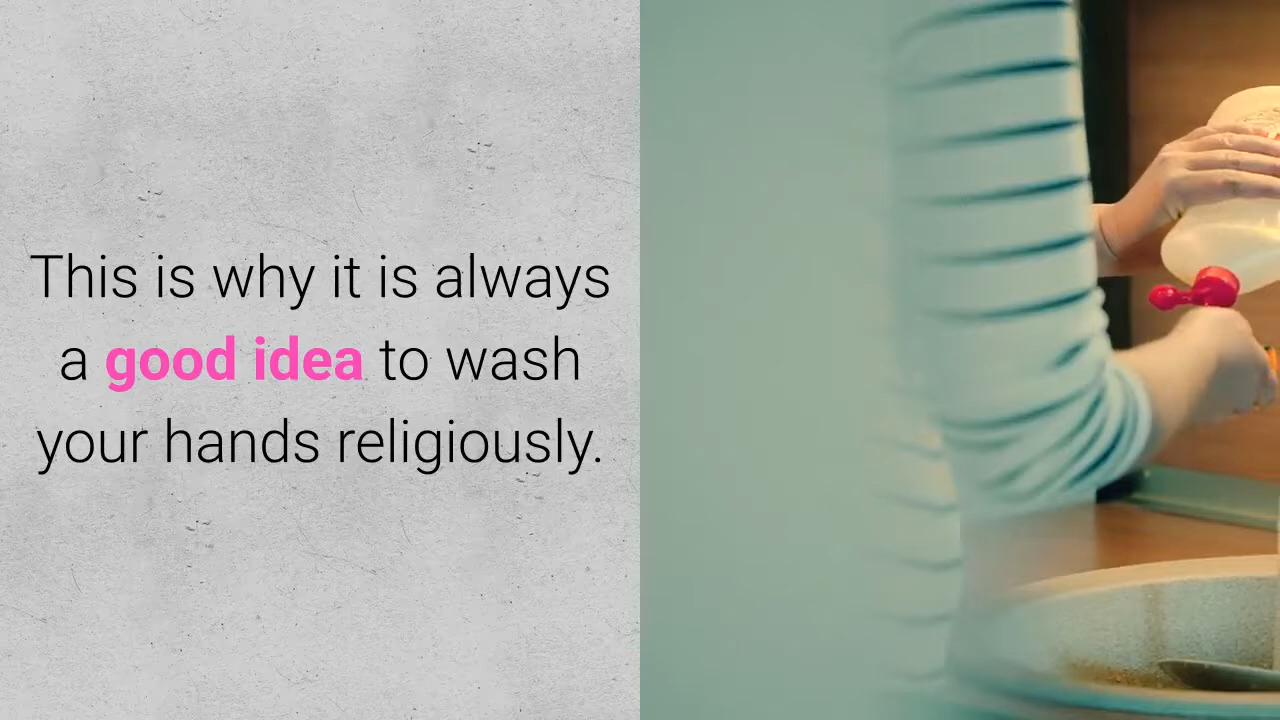 This is why it is always
a good idea to wash
your hands religiously.